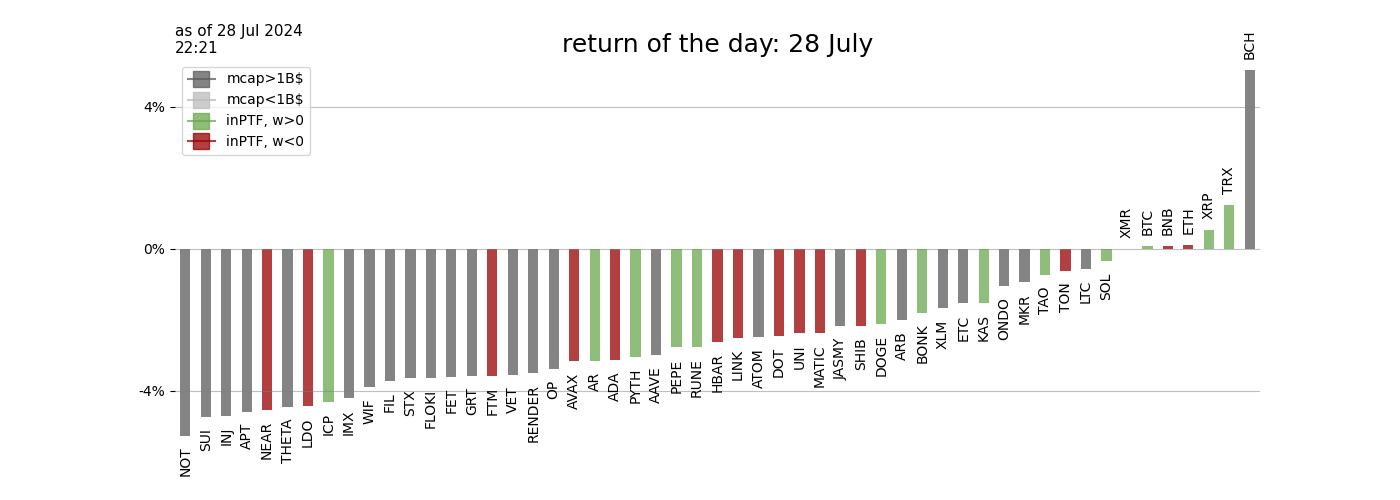 as of 28 Jul 2024
22:21
return of the day: 28 July
mcap>1B$
mcap<1B$
inPTF, w>0
inPTF, w<0
4%
0%
-4%
NOT
SUI
INJ
APT
NEAR
THETA
LDO
ICP
IMX
WIF
FIL
STX
FLOKI
FET
GRT
FTM
VET
RENDER
OP
AVAX
AR
ADA
PYTH
AAVE
PEPE
RUNE
HBAR
LINK
ATOM
DOT
UNI
MATIC
JASMY
SHIB
DOGE
ARB
BONK
XLM
ETC
KAS
ONDO
MKR
TAO
TON
LTC
SOL
XMR
BTC
BNB
ETH
XRP
TRX
BCH